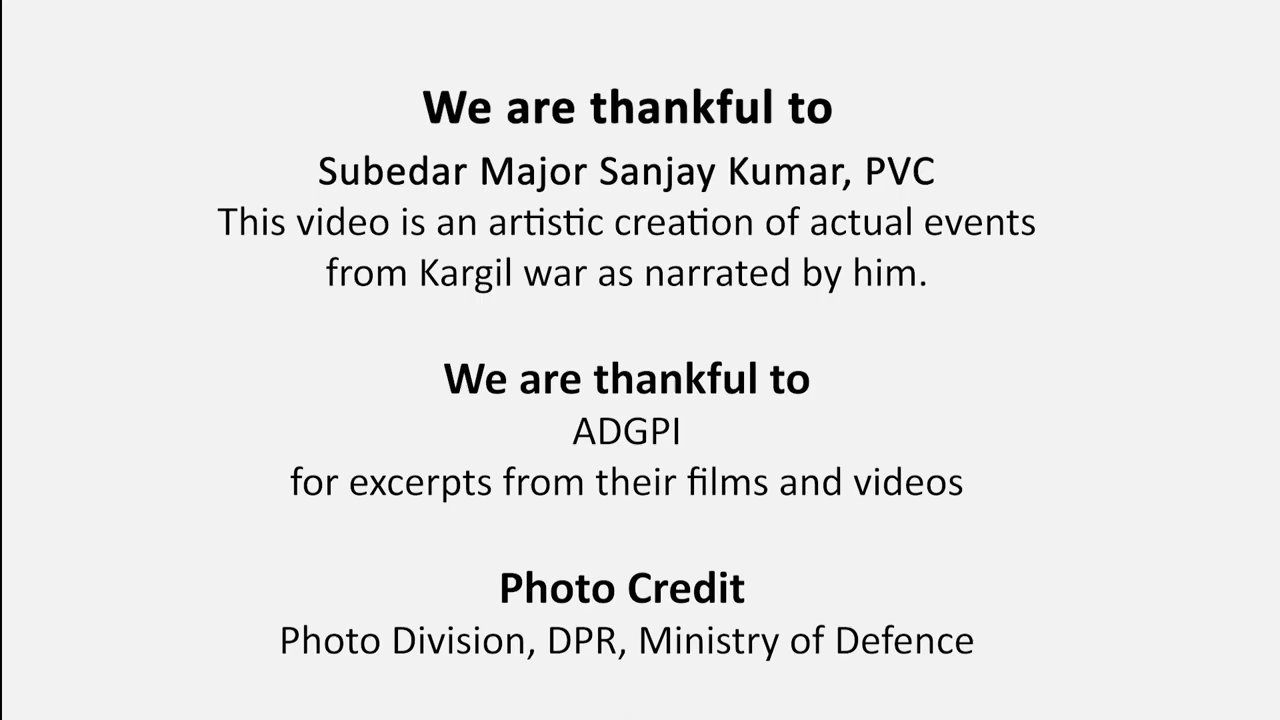 We are thankful to
Subedar Major Sanjay Kumar, PVC
This video is an artistic creation of actual events
from Kargil war as narrated by him.
We are thankful to
ADGPI
for excerpts from their films and videos
Photo Credit
Photo Division, DPR, Ministry of Defence